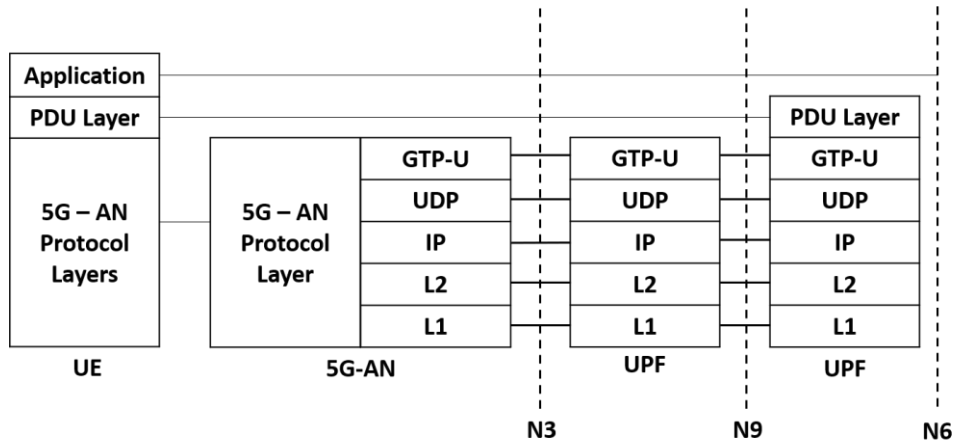 Application
PDU Layer
5G – AN
Protocol
Layers
UE
5G – AN
Protocol
Layer
GTP-U
UDP
IP
L2
L1
5G-AN
GTP-U
UDP
IP
L2
L1
UPF
PDU Layer
GTP-U
UDP
IP
L2
L1
UPF
N3
N9
N6